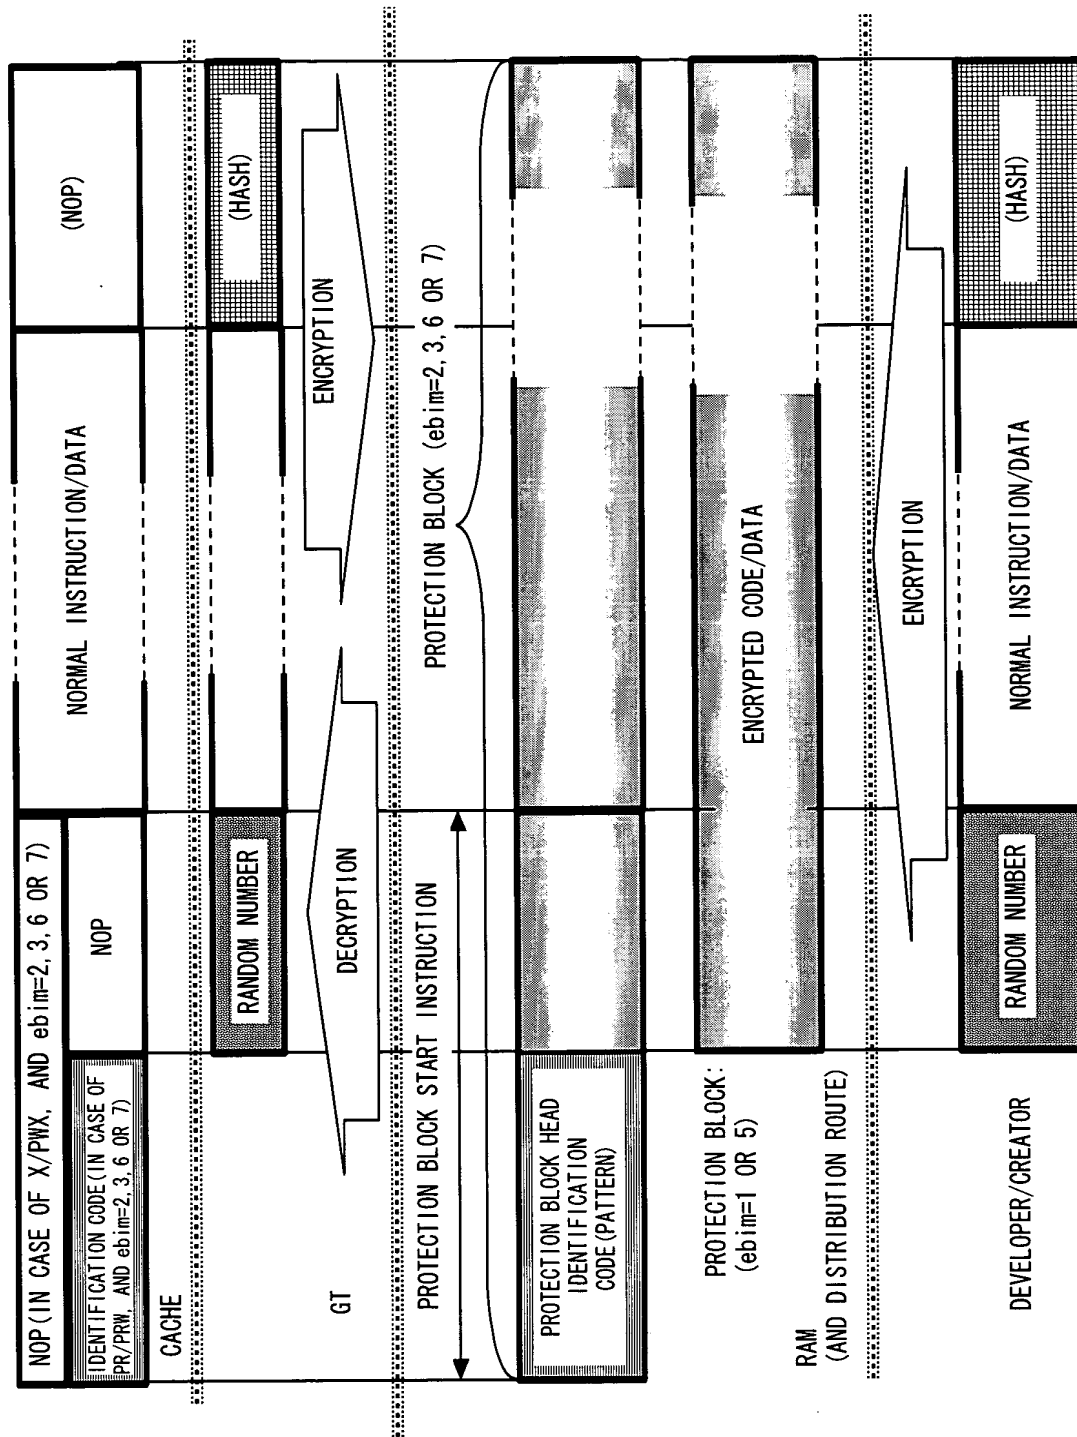 NOP(IN CASE OF X/PWX, AND ebim=2,3,6 OR 7)
IDENTIFICATION CODE(IN CASE OF
PR/PRW, AND ebim=2,3,6 OR 7)
NOP
NORMAL INSTRUCTION/DATA
(NOP)
CACHE
RANDOM NUMBER
(HASH)
GT
DECRYPTION
ENCRYPTION
PROTECTION BLOCK START INSTRUCTION
PROTECTION BLOCK (ebim=2,3,6 OR 7)
PROTECTION BLOCK HEAD
IDENTIFICATION
CODE(PATTERN)
PROTECTION BLOCK:
(ebim=1 OR 5)
ENCRYPTED CODE/DATA
RAM
(AND DISTRIBUTION ROUTE)
ENCRYPTION
DEVELOPER/CREATOR
RANDOM NUMBER
NORMAL INSTRUCTION/DATA
(HASH)